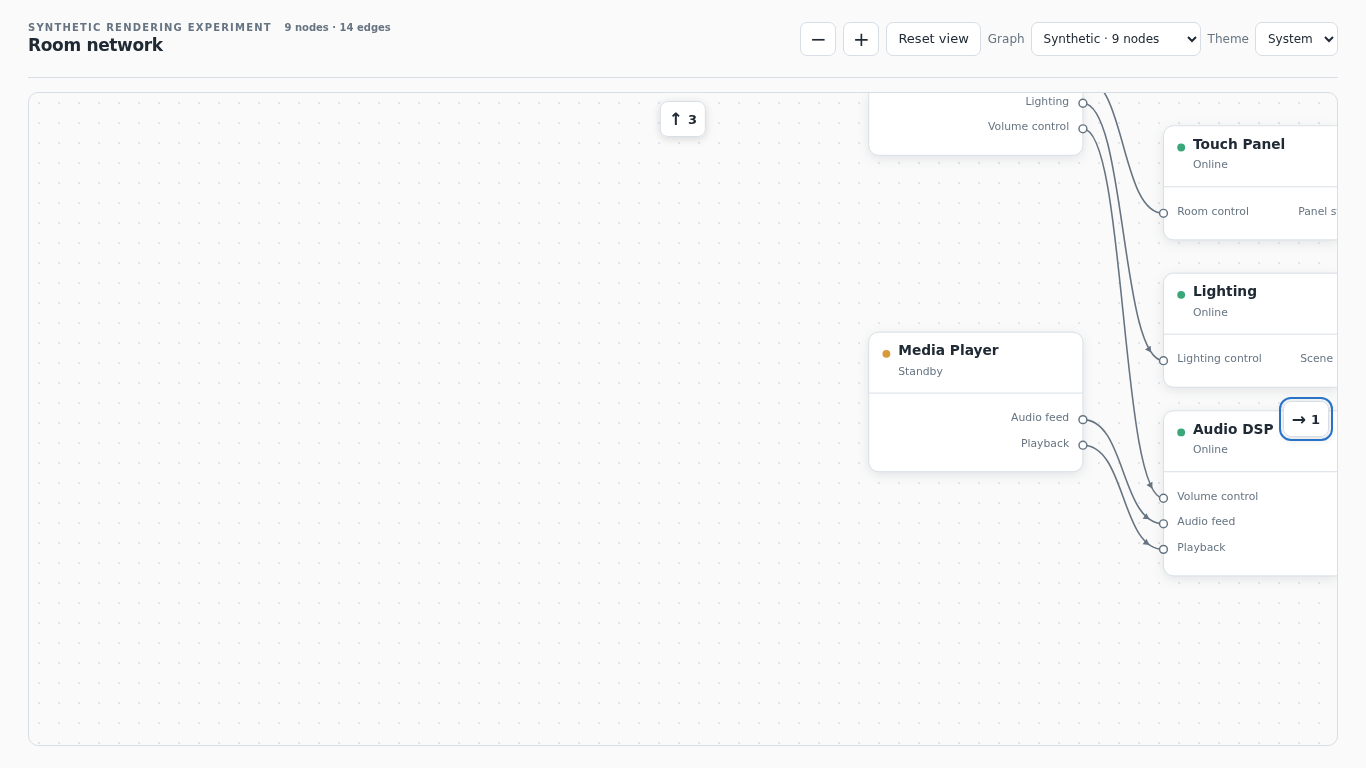 SYNTHETIC RENDERING EXPERIMENT 9 nodes · 14 edges
Room network
− + Reset view Graph Synthetic · 9 nodes Theme System
↑ 3
Lighting
Volume control
Touch Panel
Online
Room control Panel s
Lighting
Online
Lighting control Scene
Media Player
Standby
Audio feed
Playback
→ 1
Audio DSP
Online
Volume control
Audio feed
Playback